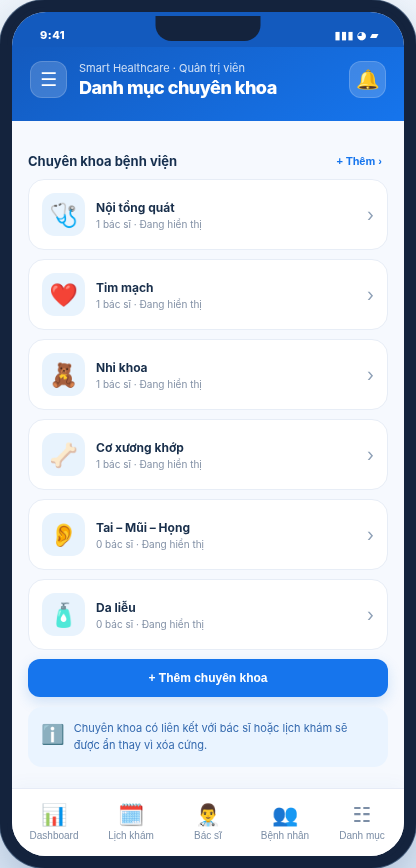 9:41
Smart Healthcare · Quản trị viên
Danh mục chuyên khoa
Chuyên khoa bệnh viện
+ Thêm ›
Nội tổng quát
1 bác sĩ · Đang hiển thị
Tim mạch
1 bác sĩ · Đang hiển thị
Nhi khoa
1 bác sĩ · Đang hiển thị
Cơ xương khớp
1 bác sĩ · Đang hiển thị
Tai – Mũi – Họng
0 bác sĩ · Đang hiển thị
Da liễu
0 bác sĩ · Đang hiển thị
+ Thêm chuyên khoa
Chuyên khoa có liên kết với bác sĩ hoặc lịch khám sẽ
được ẩn thay vì xóa cứng.
Dashboard
Lịch khám
Bác sĩ
Bệnh nhân
Danh mục